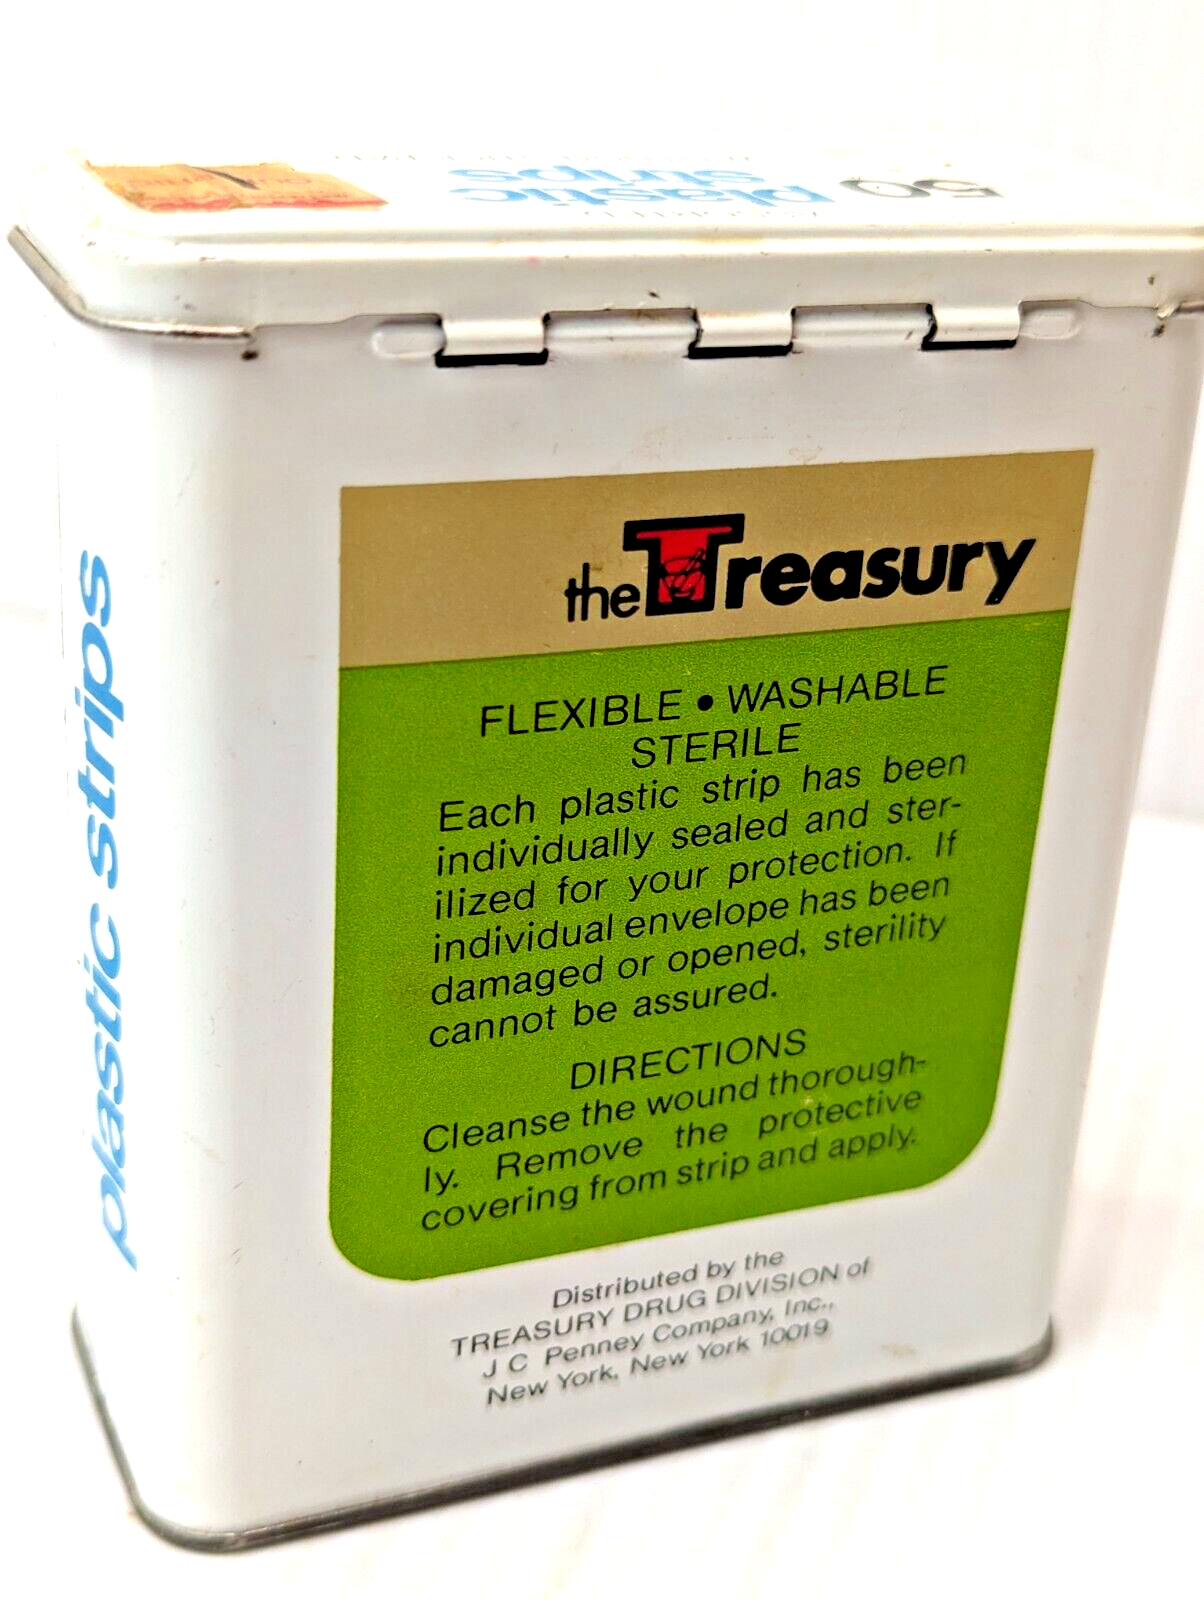 50 plastic
strips
plastic strips
the Treasury
FLEXIBLE • WASHABLE
STERILE
Each plastic strip has been
individually sealed and ster-
ilized for your protection. If
individual envelope has been
damaged or opened, sterility
cannot be assured.
DIRECTIONS
Cleanse the wound thorough-
ly. Remove the protective
covering from strip and apply.
Distributed by the
TREASURY DRUG DIVISION of
J C Penney Company, Inc.,
New York, New York 10019